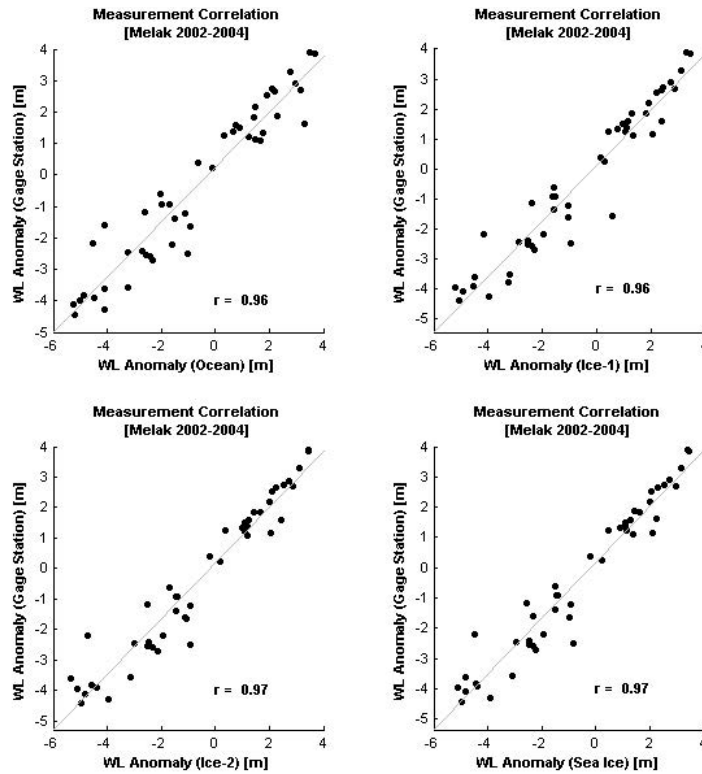 Measurement Correlation
[Melak 2002-2004]
WL Anomaly (Gage Station) [m]
4
3
2
1
0
-1
-2
-3
-4
-5
r = 0.96
-6 -4 -2 0 2 4
WL Anomaly (Ocean) [m]
Measurement Correlation
[Melak 2002-2004]
WL Anomaly (Gage Station) [m]
4
3
2
1
0
-1
-2
-3
-4
-5
r = 0.96
-6 -4 -2 0 2 4
WL Anomaly (Ice-1) [m]
Measurement Correlation
[Melak 2002-2004]
WL Anomaly (Gage Station) [m]
4
3
2
1
0
-1
-2
-3
-4
-5
r = 0.97
-6 -4 -2 0 2 4
WL Anomaly (Ice-2) [m]
Measurement Correlation
[Melak 2002-2004]
WL Anomaly (Gage Station) [m]
4
3
2
1
0
-1
-2
-3
-4
-5
r = 0.97
-6 -4 -2 0 2 4
WL Anomaly (Sea Ice) [m]